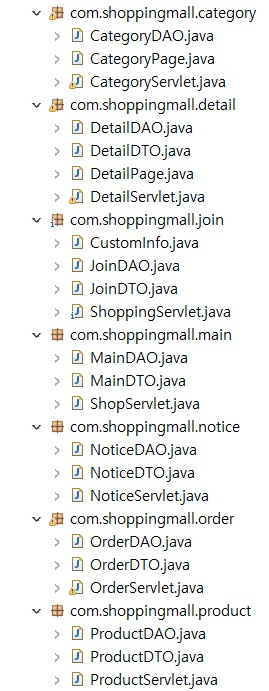 com.shoppingmall.category
CategoryDAO.java
CategoryPage.java
CategoryServlet.java
com.shoppingmall.detail
DetailDAO.java
DetailDTO.java
DetailPage.java
DetailServlet.java
com.shoppingmall.join
CustomInfo.java
JoinDAO.java
JoinDTO.java
ShoppingServlet.java
com.shoppingmall.main
MainDAO.java
MainDTO.java
ShopServlet.java
com.shoppingmall.notice
NoticeDAO.java
NoticeDTO.java
NoticeServlet.java
com.shoppingmall.order
OrderDAO.java
OrderDTO.java
OrderServlet.java
com.shoppingmall.product
ProductDAO.java
ProductDTO.java
ProductServlet.java